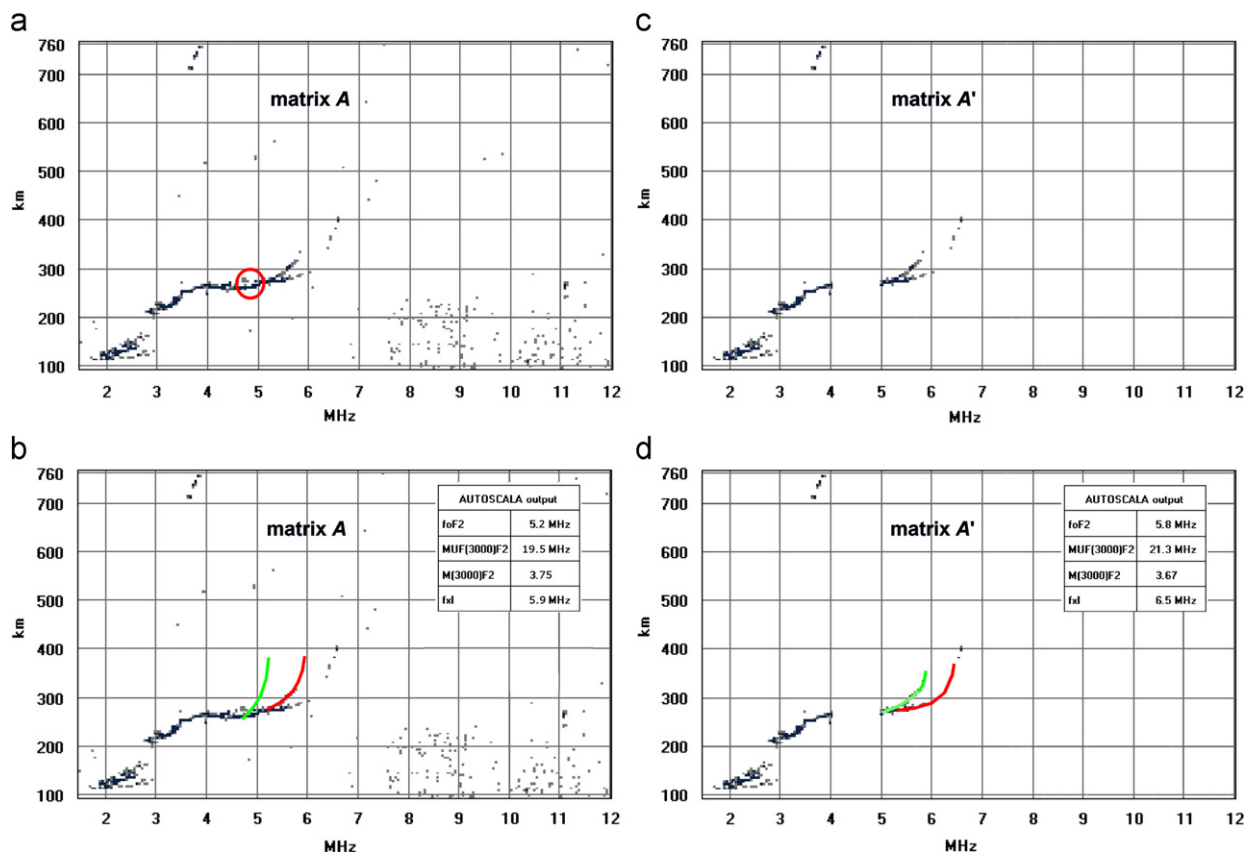 a
760
700
600
500
400
300
200
100
km
matrix A
2 3 4 5 6 7 8 9 10 11 12
MHz
c
760
700
600
500
400
300
200
100
km
matrix A'
2 3 4 5 6 7 8 9 10 11 12
MHz
b
760
700
600
500
400
300
200
100
km
matrix A
AUTOSCALA output
foF2 5.2 MHz
MUF(3000)F2 19.5 MHz
M(3000)F2 3.75
fxI 5.9 MHz
2 3 4 5 6 7 8 9 10 11 12
MHz
d
760
700
600
500
400
300
200
100
km
matrix A'
AUTOSCALA output
foF2 5.8 MHz
MUF(3000)F2 21.3 MHz
M(3000)F2 3.67
fxI 6.5 MHz
2 3 4 5 6 7 8 9 10 11 12
MHz